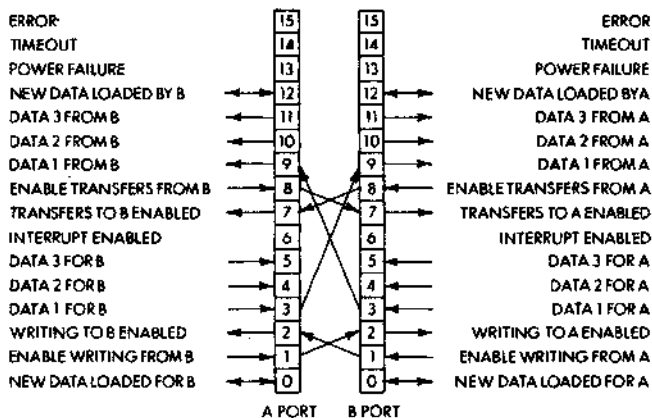 ERROR 15 15 ERROR
TIMEOUT 14 14 TIMEOUT
POWER FAILURE 13 13 POWER FAILURE
NEW DATA LOADED BY B 12 12 NEW DATA LOADED BY A
DATA 3 FROM B 11 11 DATA 3 FROM A
DATA 2 FROM B 10 10 DATA 2 FROM A
DATA 1 FROM B 9 9 DATA 1 FROM A
ENABLE TRANSFERS FROM B 8 8 ENABLE TRANSFERS FROM A
TRANSFERS TO B ENABLED 7 7 TRANSFERS TO A ENABLED
INTERRUPT ENABLED 6 6 INTERRUPT ENABLED
DATA 3 FOR B 5 5 DATA 3 FOR A
DATA 2 FOR B 4 4 DATA 2 FOR A
DATA 1 FOR B 3 3 DATA 1 FOR A
WRITING TO B ENABLED 2 2 WRITING TO A ENABLED
ENABLE WRITING FROM B 1 1 ENABLE WRITING FROM A
NEW DATA LOADED FOR B 0 0 NEW DATA LOADED FOR A
A PORT B PORT